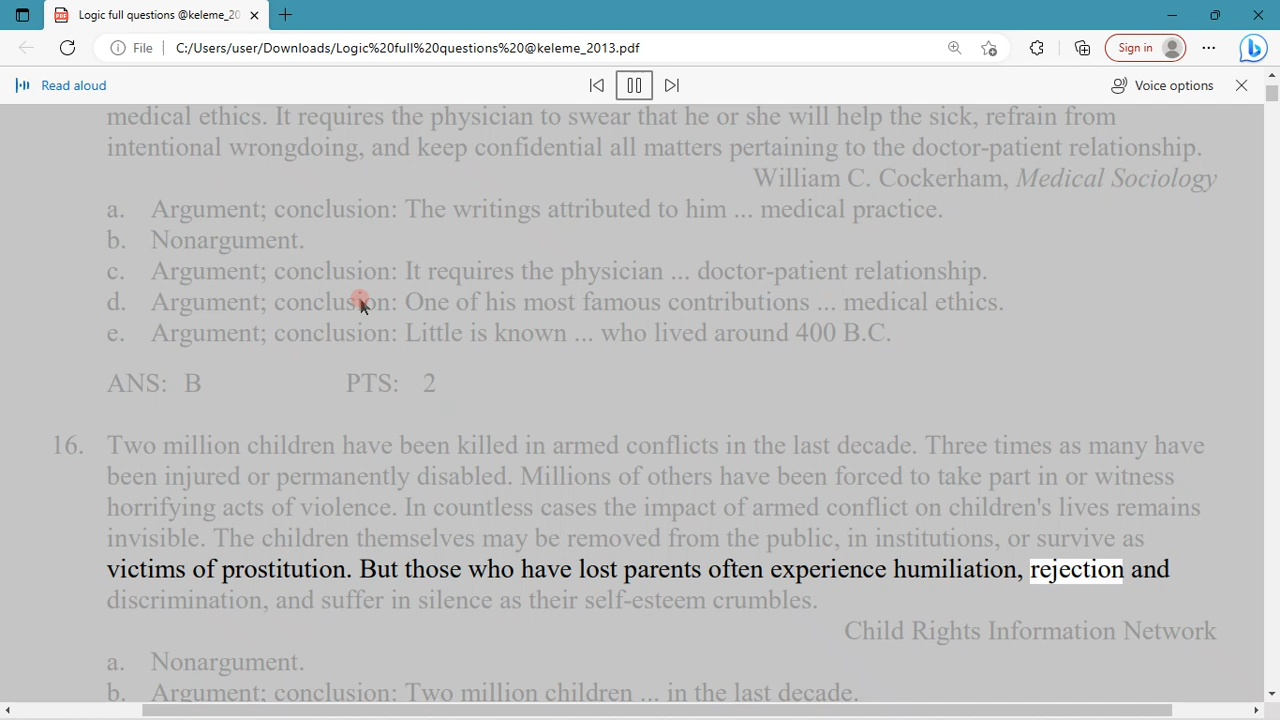 Logic full questions @keleme_20
File
C:/Users/user/Downloads/Logic%20full%20questions%20@keleme_2013.pdf
Sign in
Read aloud
Voice options
medical ethics. It requires the physician to swear that he or she will help the sick, refrain from
intentional wrongdoing, and keep confidential all matters pertaining to the doctor-patient relationship.
William C. Cockerham, Medical Sociology
a. Argument; conclusion: The writings attributed to him ... medical practice.
b. Nonargument.
c. Argument; conclusion: It requires the physician ... doctor-patient relationship.
d. Argument; conclusion: One of his most famous contributions ... medical ethics.
e. Argument; conclusion: Little is known ... who lived around 400 B.C.
ANS: B PTS: 2
16. Two million children have been killed in armed conflicts in the last decade. Three times as many have
been injured or permanently disabled. Millions of others have been forced to take part in or witness
horrifying acts of violence. In countless cases the impact of armed conflict on children's lives remains
invisible. The children themselves may be removed from the public, in institutions, or survive as
victims of prostitution. But those who have lost parents often experience humiliation, rejection and
discrimination, and suffer in silence as their self-esteem crumbles.
Child Rights Information Network
a. Nonargument.
b. Argument; conclusion: Two million children ... in the last decade.